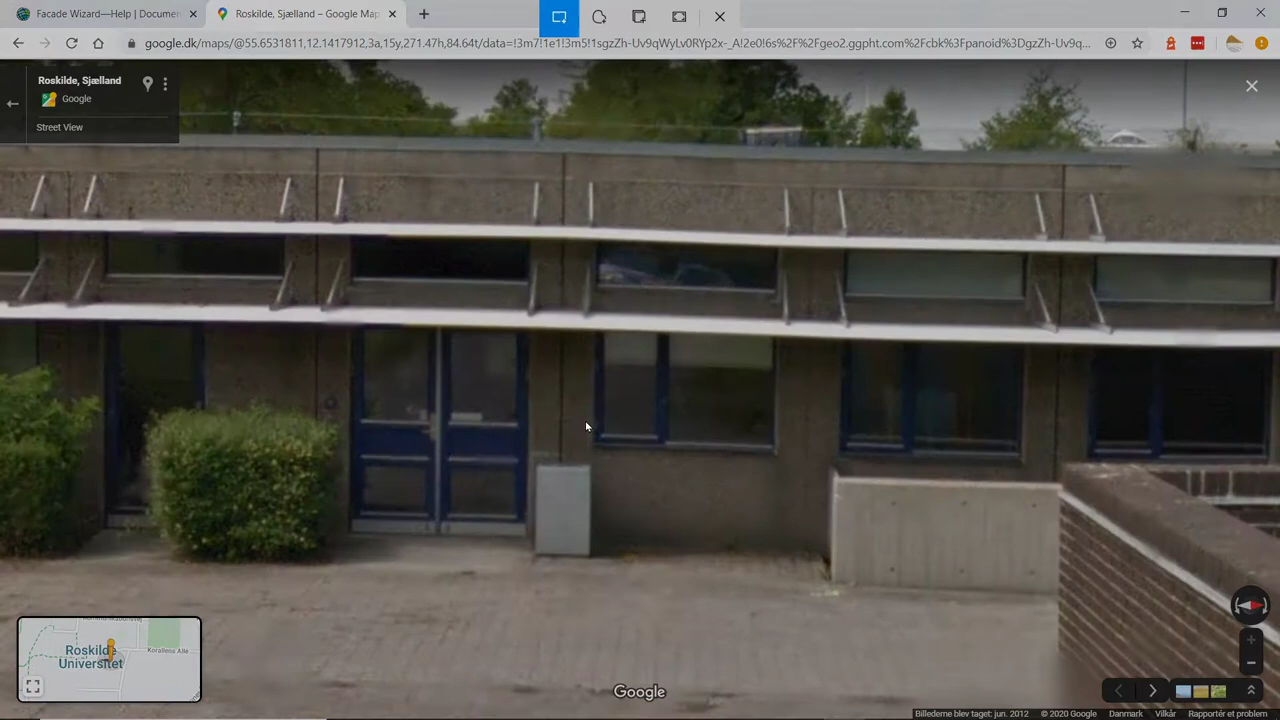 Facade Wizard—Help | Documen
Roskilde, Sjælland – Google Map
google.dk/maps/@55.6531811,12.1417912,3a,15y,271.47h,84.64t/data=!3m7!1e1!3m5!1sgzZh-Uv9qWyLv0RYp2x-_A!2e0!6s%2F%2Fgeo2.ggpht.com%2Fcbk%3Fpanoid%3DgzZh-Uv9q...
Roskilde, Sjælland
Google
Street View
Roskilde
Universitet
Korallens Allé
Google
Billederne blev taget: jun. 2012 © 2020 Google Danmark Vilkår Rapportér et problem